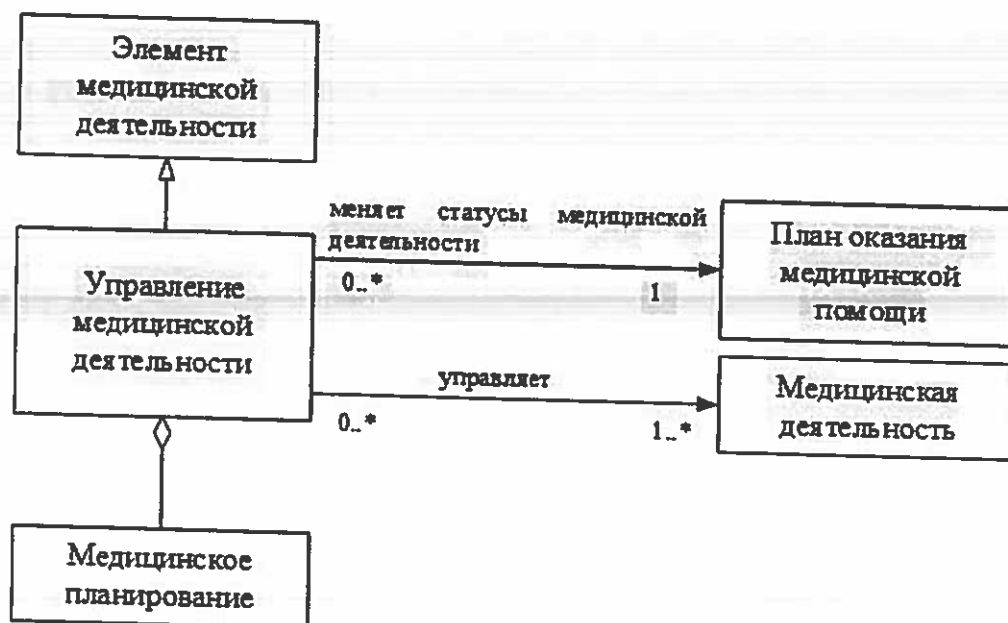 Элемент
медицинской
деятельности
меняет статусы медицинской
деятельности
0..*
1
План оказания
медицинской
помощи
Управление
медицинской
деятельности
управляет
0..*
1..*
Медицинская
деятельность
Медицинское
планирование